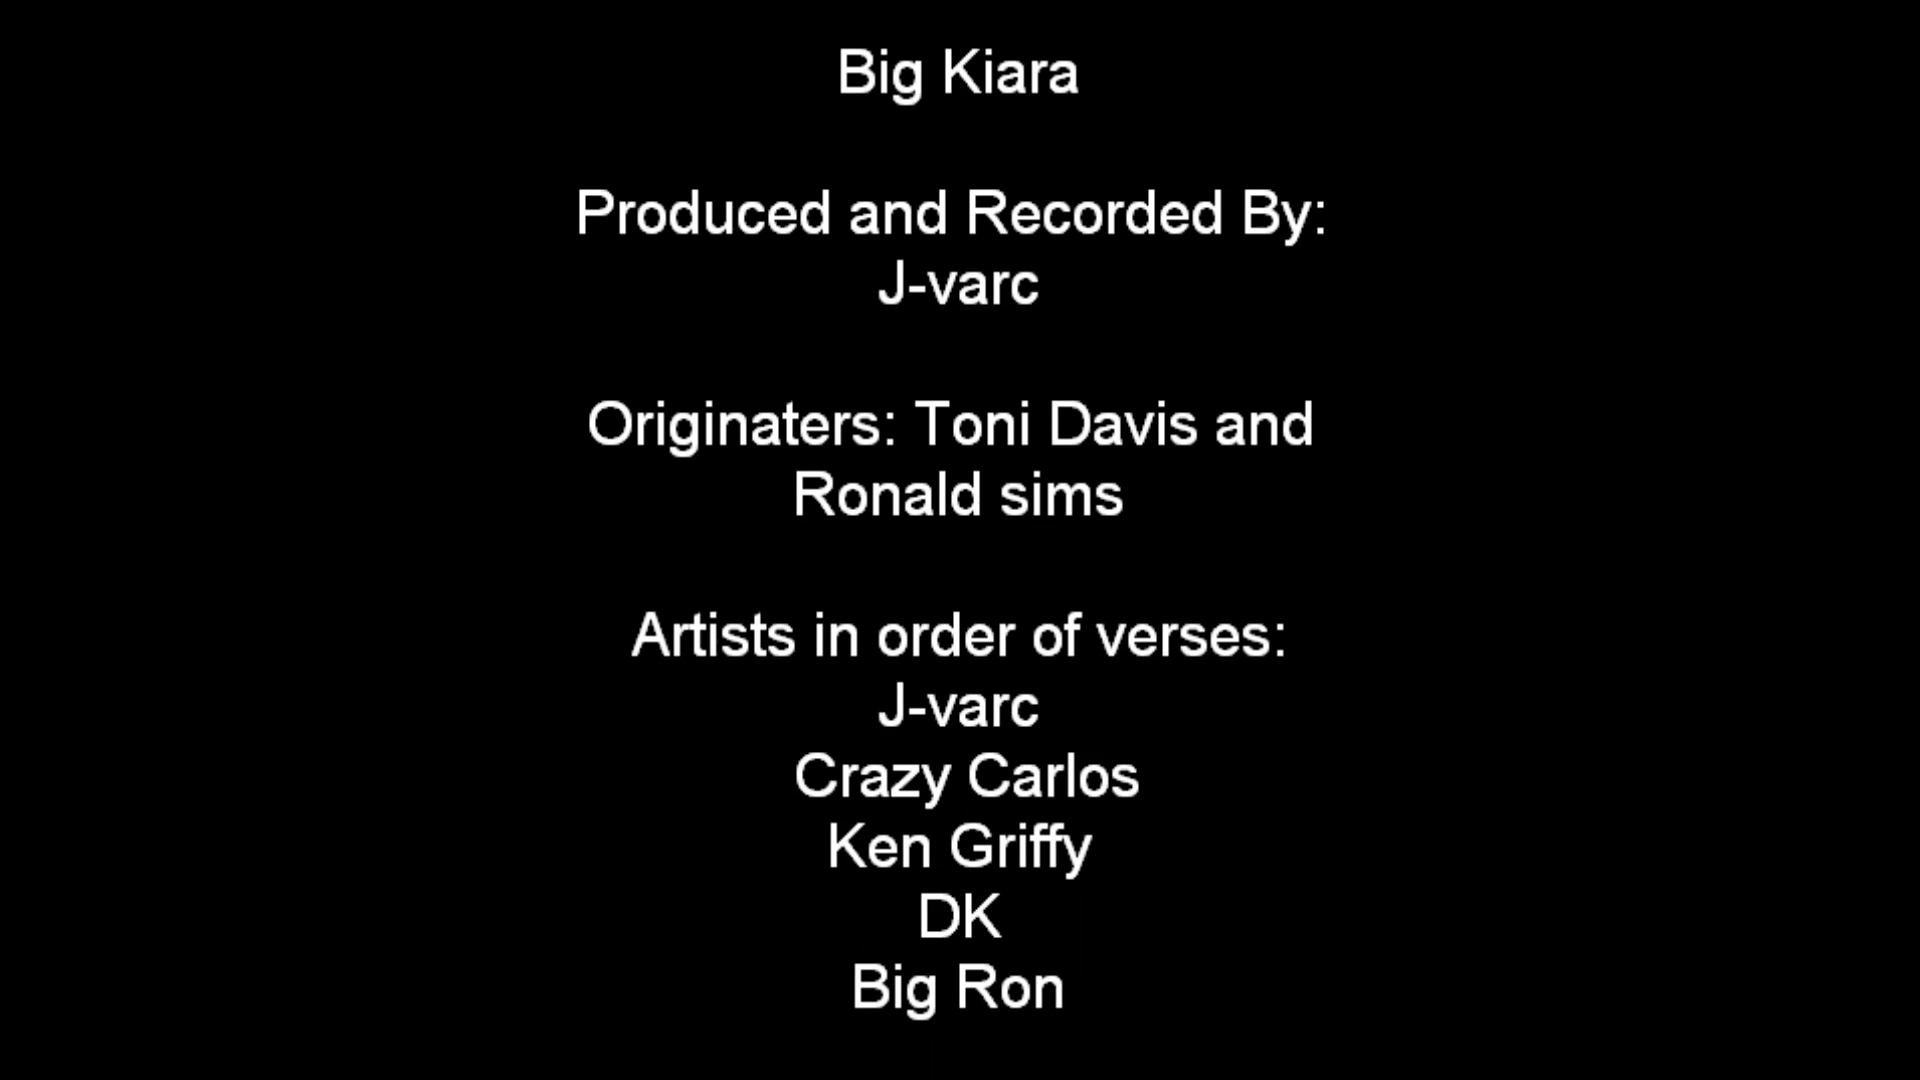 Big Kiara
Produced and Recorded By:
J-varc
Originaters: Toni Davis and
Ronald sims
Artists in order of verses:
J-varc
Crazy Carlos
Ken Griffy
DK
Big Ron